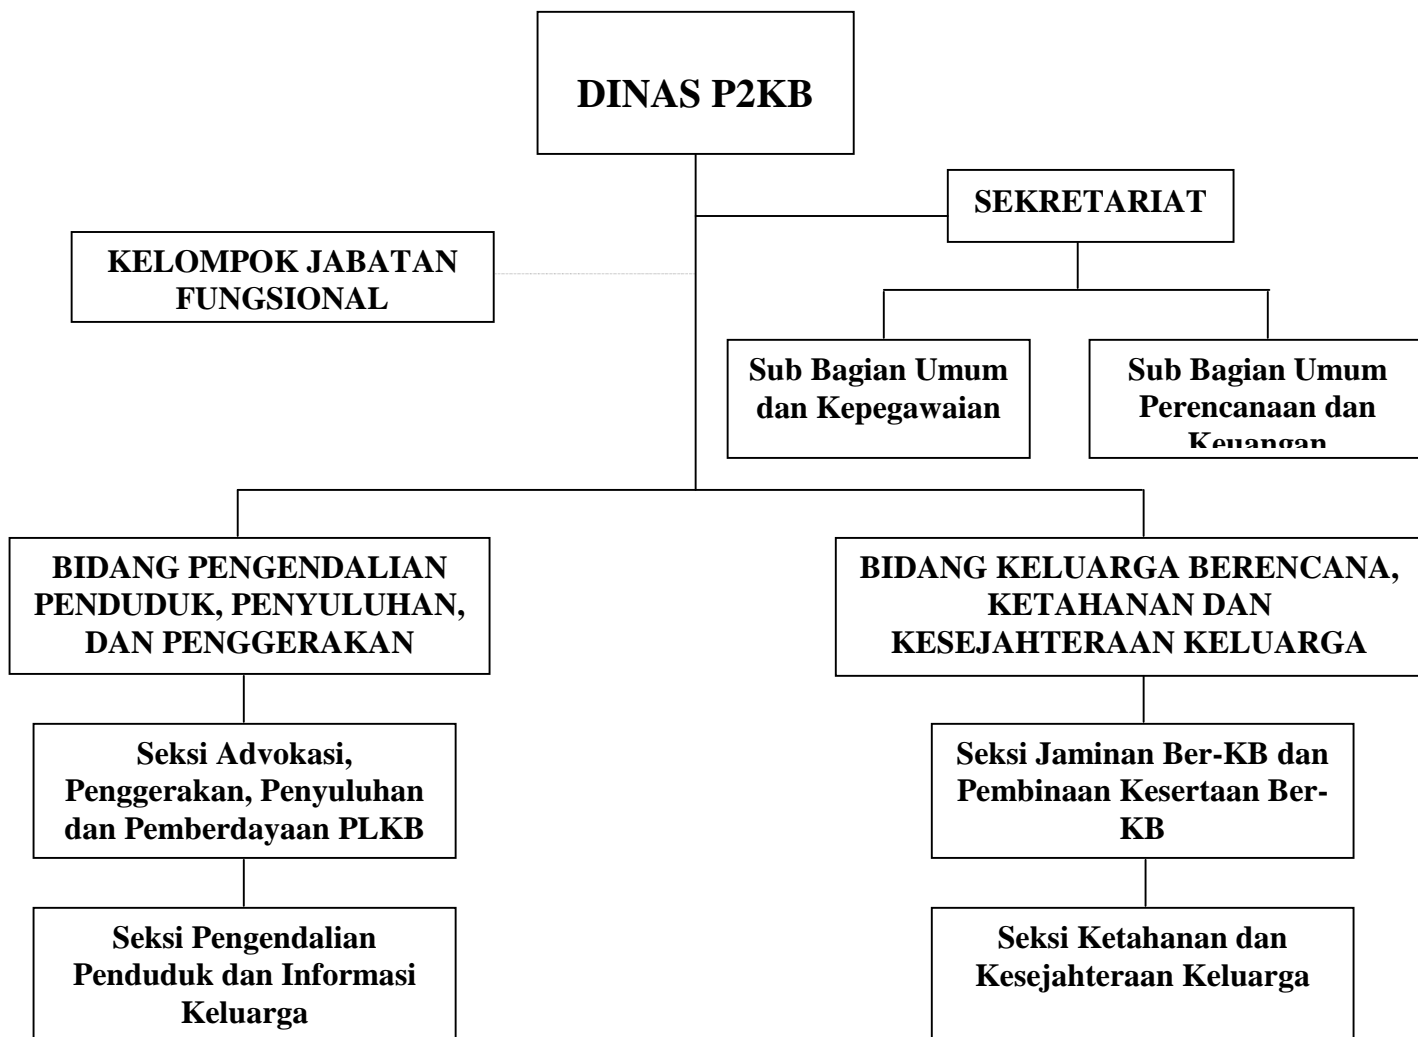 DINAS P2KB
SEKRETARIAT
KELOMPOK JABATAN
FUNGSIONAL
Sub Bagian Umum
dan Kepegawaian
Sub Bagian Umum
Perencanaan dan
Keuangan
BIDANG PENGENDALIAN
PENDUDUK, PENYULUHAN,
DAN PENGGERAKAN
BIDANG KELUARGA BERENCANA,
KETAHANAN DAN
KESEJAHTERAAN KELUARGA
Seksi Advokasi,
Penggerakan, Penyuluhan
dan Pemberdayaan PLKB
Seksi Jaminan Ber-KB dan
Pembinaan Kesertaan Ber-
KB
Seksi Pengendalian
Penduduk dan Informasi
Keluarga
Seksi Ketahanan dan
Kesejahteraan Keluarga